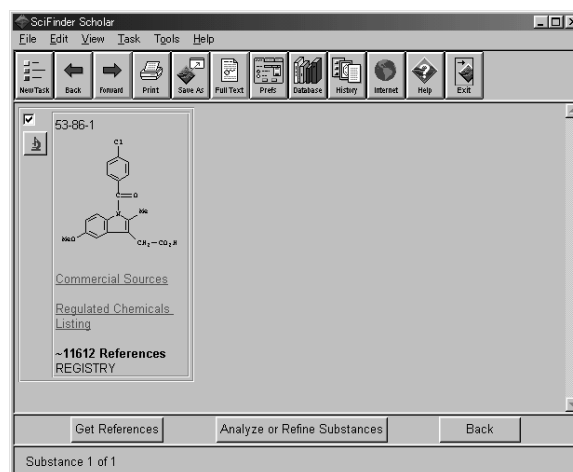 SciFinder Scholar
File Edit View Task Tools Help
New Task Back Forward Print Save As Full Text Prefs Database History Internet Help Exit
53-86-1
Cl
O
N Me
MeO CH2-CO2H
Commercial Sources
Regulated Chemicals
Listing
~11612 References
REGISTRY
Get References Analyze or Refine Substances Back
Substance 1 of 1